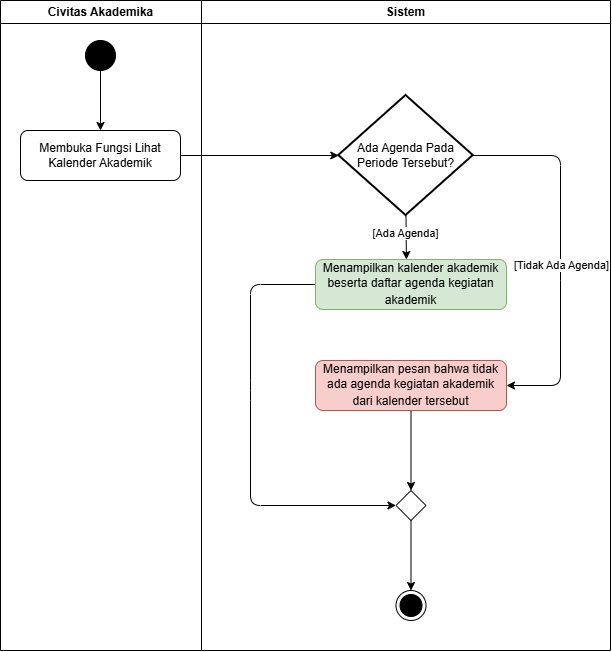 Civitas Akademika
Sistem
Membuka Fungsi Lihat
Kalender Akademik
Ada Agenda Pada
Periode Tersebut?
[Ada Agenda]
[Tidak Ada Agenda]
Menampilkan kalender akademik
beserta daftar agenda kegiatan
akademik
Menampilkan pesan bahwa tidak
ada agenda kegiatan akademik
dari kalender tersebut